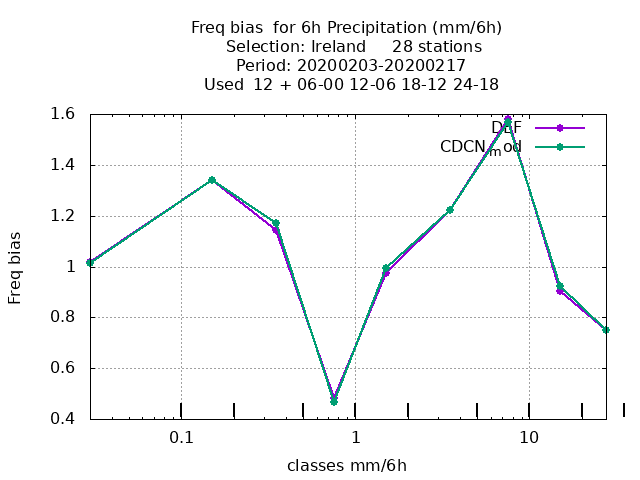 Freq bias  for 6h Precipitation (mm/6h)
Selection: Ireland     28 stations
Period: 20200203-20200217
Used  12 + 06-00 12-06 18-12 24-18
DEF
CDCN_mod
1.6
1.4
1.2
1
0.8
0.6
0.4
Freq bias
0.1
1
10
classes mm/6h